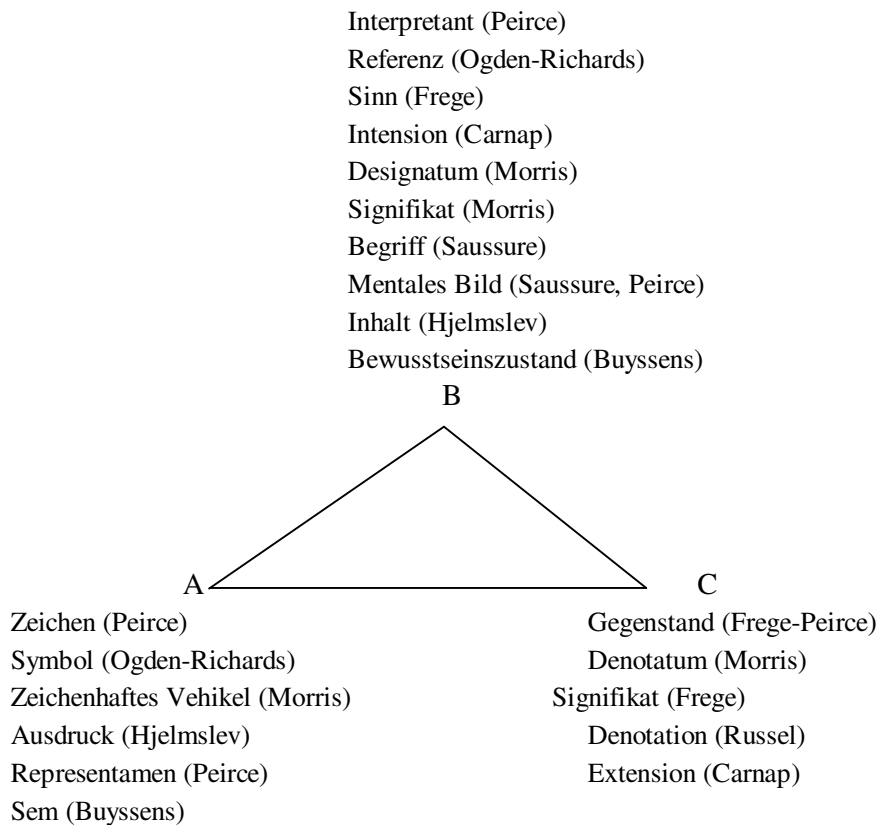 Interpretant (Peirce)
Referenz (Ogden-Richards)
Sinn (Frege)
Intension (Carnap)
Designatum (Morris)
Signifikat (Morris)
Begriff (Saussure)
Mentales Bild (Saussure, Peirce)
Inhalt (Hjelmslev)
Bewusstseinszustand (Buyssens)
B
A
C
Zeichen (Peirce)
Symbol (Ogden-Richards)
Zeichenhaftes Vehikel (Morris)
Ausdruck (Hjelmslev)
Representamen (Peirce)
Sem (Buyssens)
Gegenstand (Frege-Peirce)
Denotatum (Morris)
Signifikat (Frege)
Denotation (Russel)
Extension (Carnap)